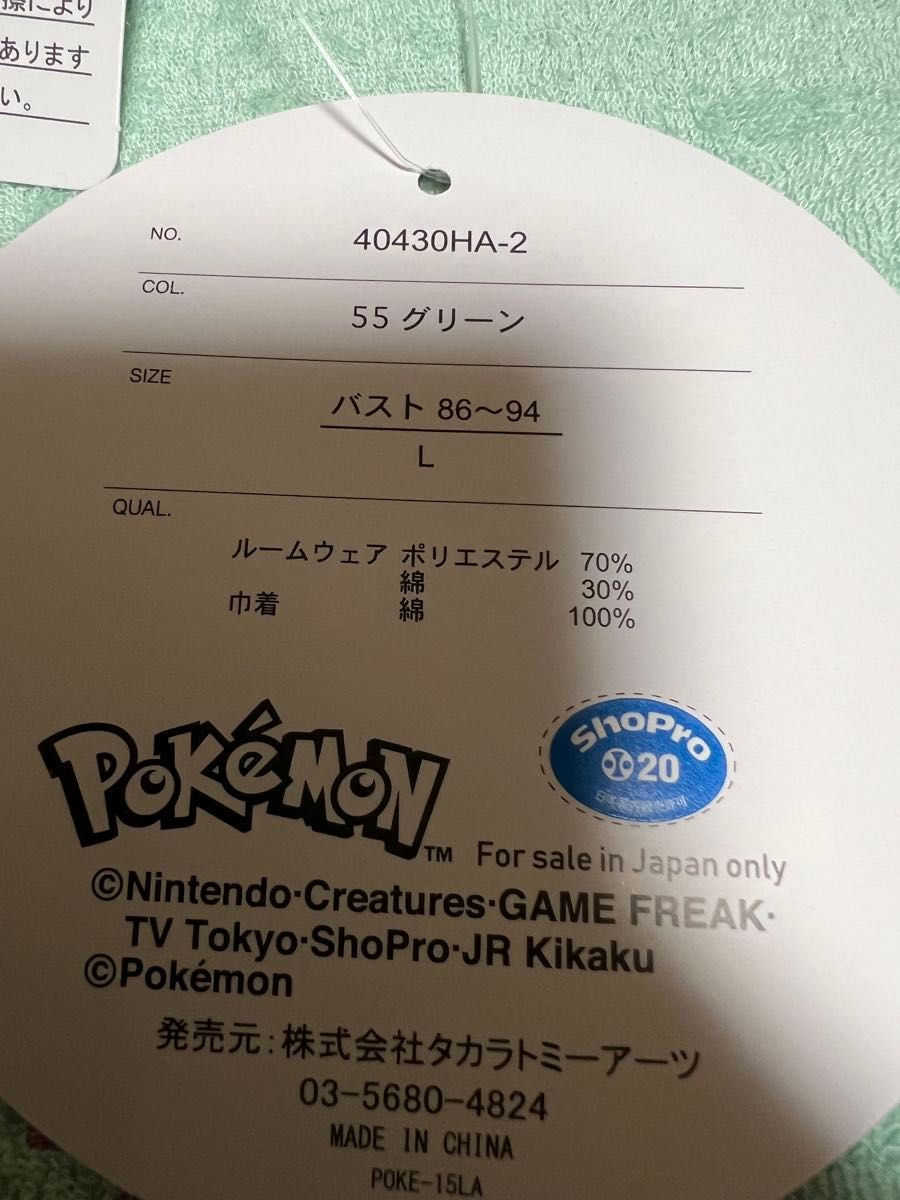 により
あります
い。
NO. 40430HA-2
COL. 55 グリーン
SIZE バスト 86～94
L
QUAL.
ルームウェア ポリエステル 70%
綿 30%
巾着 綿 100%
POKéMON TM
ShoPro
20
For sale in Japan only
©Nintendo·Creatures·GAME FREAK·
TV Tokyo·ShoPro·JR Kikaku
©Pokémon
発売元:株式会社タカラトミーアーツ
03-5680-4824
MADE IN CHINA
POKE-15LA